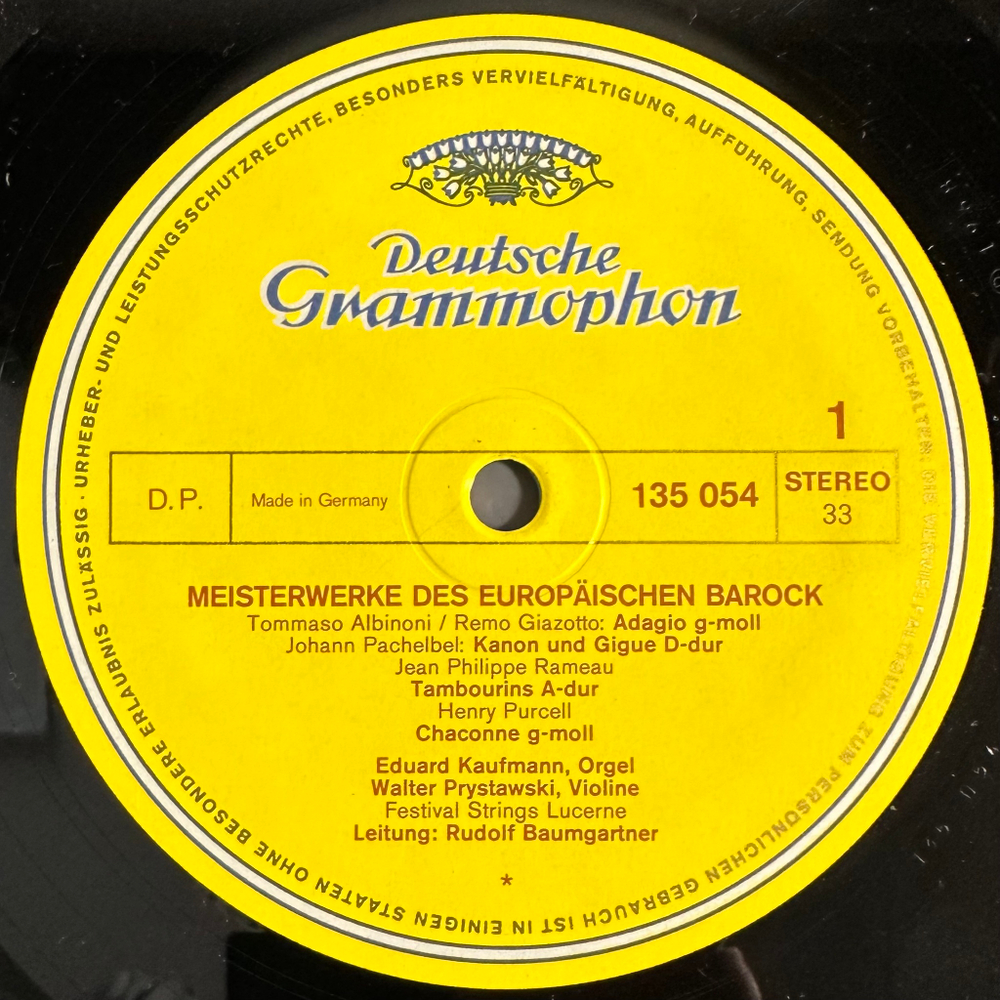 URHEBER- UND LEISTUNGSSCHUTZRECHTE, BESONDERS VERVIELFÄLTIGUNG, AUFFÜHRUNG, SENDUNG VORBEHALTEN. DIE VERVIELFÄLTIGUNG ZUM PERSÖNLICHEN GEBRAUCH IST IN EINIGEN STAATEN OHNE BESONDERE ERLAUBNIS ZULÄSSIG ·
Deutsche
Grammophon
1
D.P.
Made in Germany
135 054
STEREO
33
MEISTERWERKE DES EUROPÄISCHEN BAROCK
Tommaso Albinoni / Remo Giazotto: Adagio g-moll
Johann Pachelbel: Kanon und Gigue D-dur
Jean Philippe Rameau
Tambourins A-dur
Henry Purcell
Chaconne g-moll
Eduard Kaufmann, Orgel
Walter Prystawski, Violine
Festival Strings Lucerne
Leitung: Rudolf Baumgartner
*